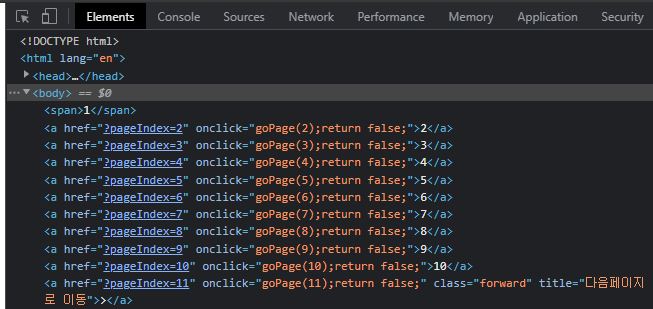 Elements Console Sources Network Performance Memory Application Security
<!DOCTYPE html>
<html lang="en">
<head>…</head>
<body> == $0
<span>1</span>
<a href="?pageIndex=2" onclick="goPage(2);return false;">2</a>
<a href="?pageIndex=3" onclick="goPage(3);return false;">3</a>
<a href="?pageIndex=4" onclick="goPage(4);return false;">4</a>
<a href="?pageIndex=5" onclick="goPage(5);return false;">5</a>
<a href="?pageIndex=6" onclick="goPage(6);return false;">6</a>
<a href="?pageIndex=7" onclick="goPage(7);return false;">7</a>
<a href="?pageIndex=8" onclick="goPage(8);return false;">8</a>
<a href="?pageIndex=9" onclick="goPage(9);return false;">9</a>
<a href="?pageIndex=10" onclick="goPage(10);return false;">10</a>
<a href="?pageIndex=11" onclick="goPage(11);return false;" class="forward" title="다음페이지
로 이동">></a>